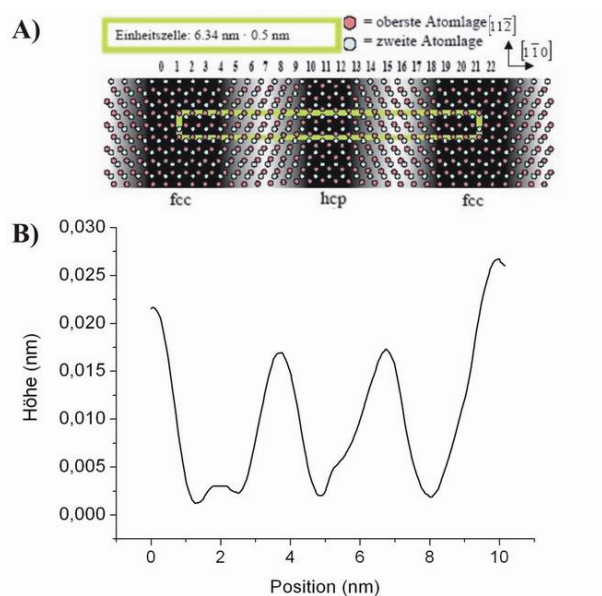 A)
Einheitszelle: 6.34 nm · 0.5 nm
= oberste Atomlage
= zweite Atomlage
[112̅]
[11̅0]
0 1 2 3 4 5 6 7 8 9 10 11 12 13 14 15 16 17 18 19 20 21 22
fcc hcp fcc
B)
0,030
0,025
0,020
0,015
0,010
0,005
0,000
Höhe (nm)
0 2 4 6 8 10
Position (nm)